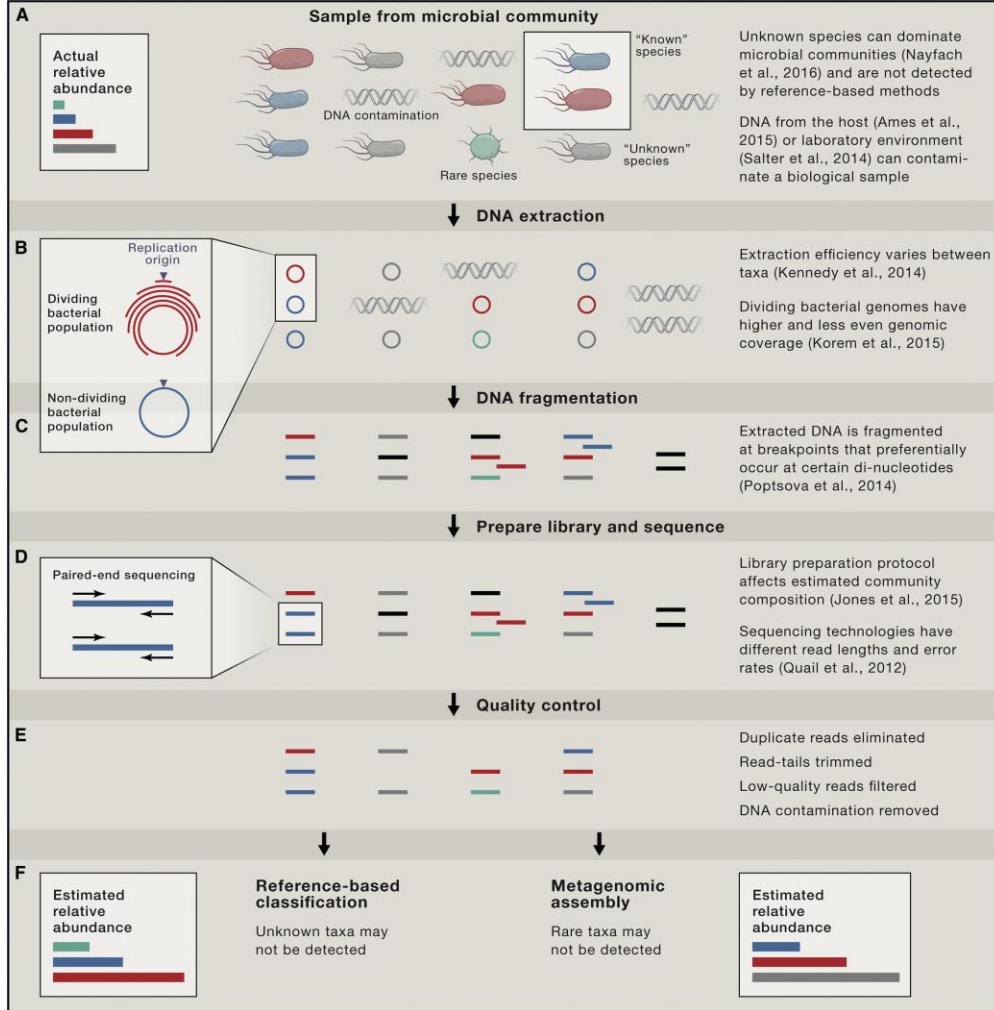 A
Sample from microbial community
Actual
relative
abundance
"Known"
species
DNA contamination
Rare species
"Unknown"
species
Unknown species can dominate
microbial communities (Nayfach
et al., 2016) and are not detected
by reference-based methods
DNA from the host (Ames et al.,
2015) or laboratory environment
(Salter et al., 2014) can contami-
nate a biological sample
DNA extraction
B
Replication
origin
Dividing
bacterial
population
Non-dividing
bacterial
population
Extraction efficiency varies between
taxa (Kennedy et al., 2014)
Dividing bacterial genomes have
higher and less even genomic
coverage (Korem et al., 2015)
DNA fragmentation
C
Extracted DNA is fragmented
at breakpoints that preferentially
occur at certain di-nucleotides
(Poptsova et al., 2014)
Prepare library and sequence
D
Paired-end sequencing
Library preparation protocol
affects estimated community
composition (Jones et al., 2015)
Sequencing technologies have
different read lengths and error
rates (Quail et al., 2012)
Quality control
E
Duplicate reads eliminated
Read-tails trimmed
Low-quality reads filtered
DNA contamination removed
F
Estimated
relative
abundance
Reference-based
classification
Unknown taxa may
not be detected
Metagenomic
assembly
Rare taxa may
not be detected
Estimated
relative
abundance